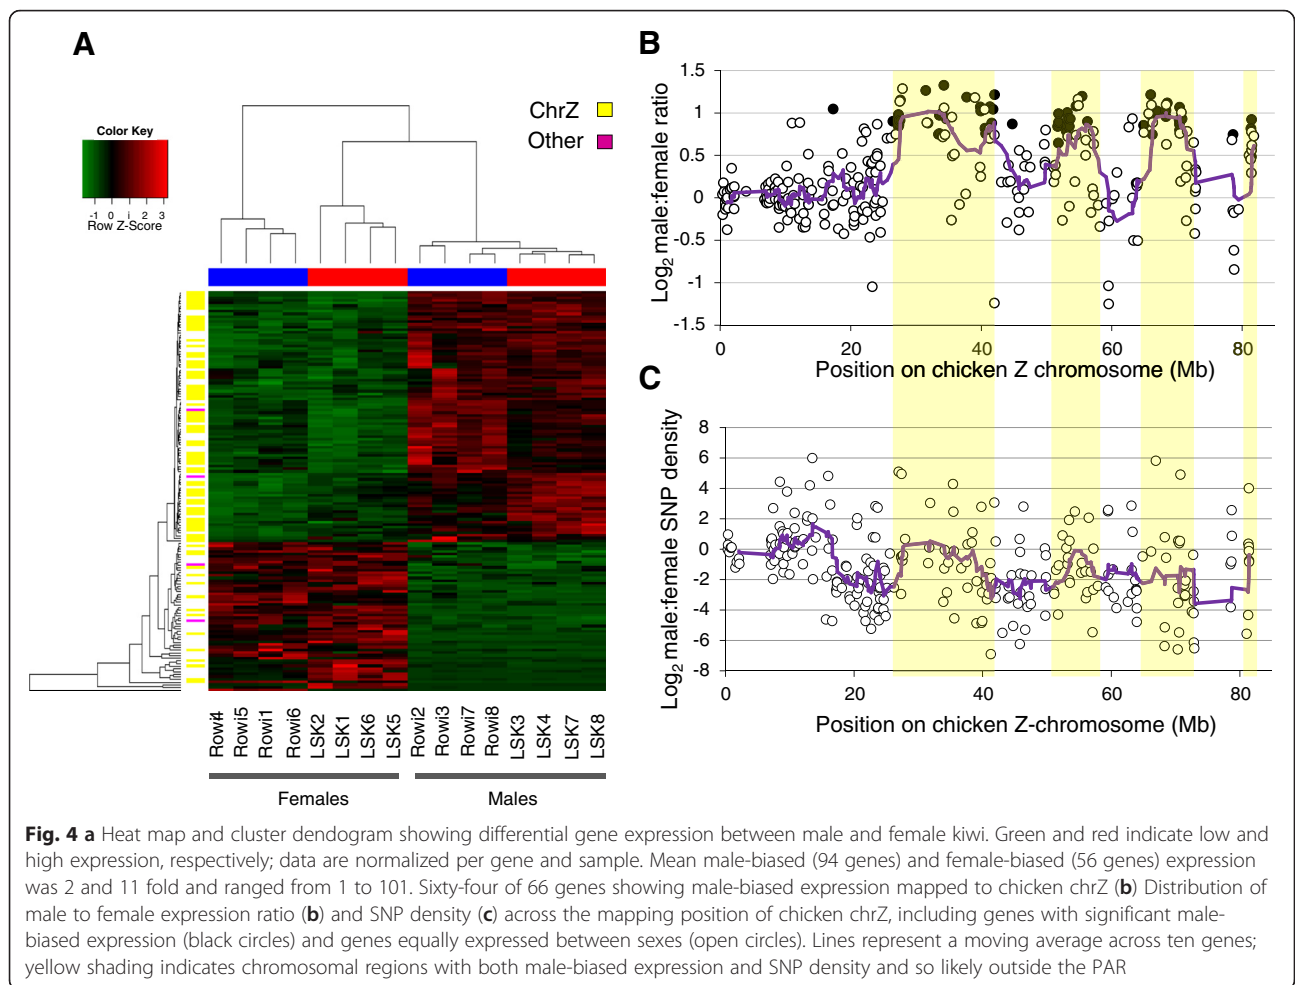 A
Color Key
-1 0 i 2 3
Row Z-Score
ChrZ
Other
Rowi4
Rowi5
Rowi1
Rowi6
LSK2
LSK1
LSK6
LSK5
Rowi2
Rowi3
Rowi7
Rowi8
LSK3
LSK4
LSK7
LSK8
Females
Males
B
Log2 male:female ratio
1.5
1
0.5
0
-0.5
-1
-1.5
0 20 40 60 80
Position on chicken Z chromosome (Mb)
C
Log2 male:female SNP density
8
6
4
2
0
-2
-4
-6
-8
0 20 40 60 80
Position on chicken Z-chromosome (Mb)
Fig. 4 a Heat map and cluster dendogram showing differential gene expression between male and female kiwi. Green and red indicate low and
high expression, respectively; data are normalized per gene and sample. Mean male-biased (94 genes) and female-biased (56 genes) expression
was 2 and 11 fold and ranged from 1 to 101. Sixty-four of 66 genes showing male-biased expression mapped to chicken chrZ (b) Distribution of
male to female expression ratio (b) and SNP density (c) across the mapping position of chicken chrZ, including genes with significant male-
biased expression (black circles) and genes equally expressed between sexes (open circles). Lines represent a moving average across ten genes;
yellow shading indicates chromosomal regions with both male-biased expression and SNP density and so likely outside the PAR